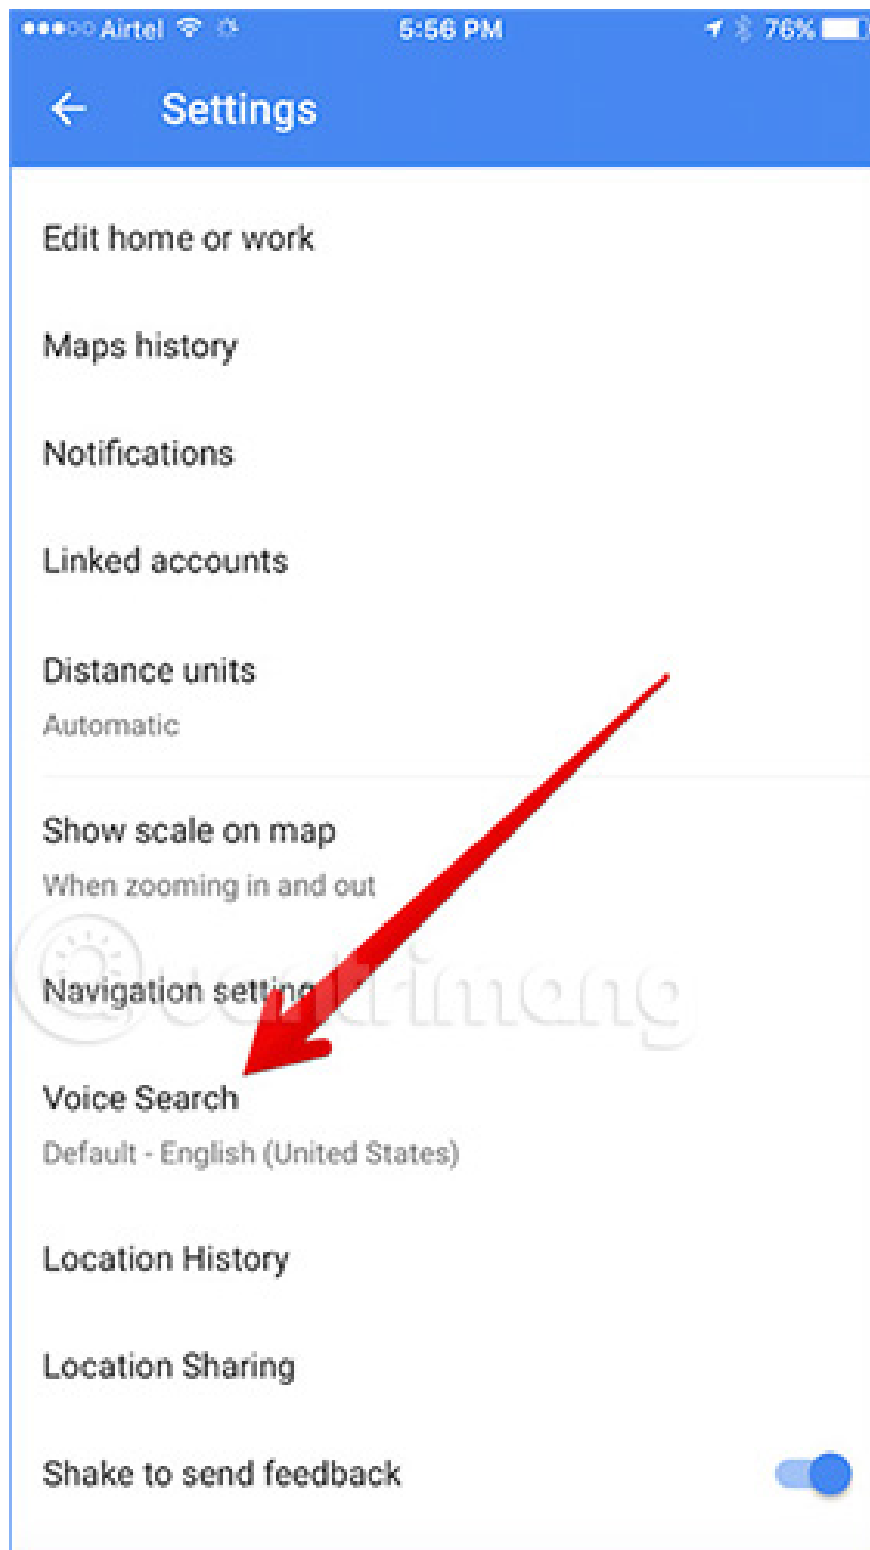 Airtel 5:56 PM 76%
Settings
Edit home or work
Maps history
Notifications
Linked accounts
Distance units
Automatic
Show scale on map
When zooming in and out
Navigation setting
Quantrimang
Voice Search
Default - English (United States)
Location History
Location Sharing
Shake to send feedback